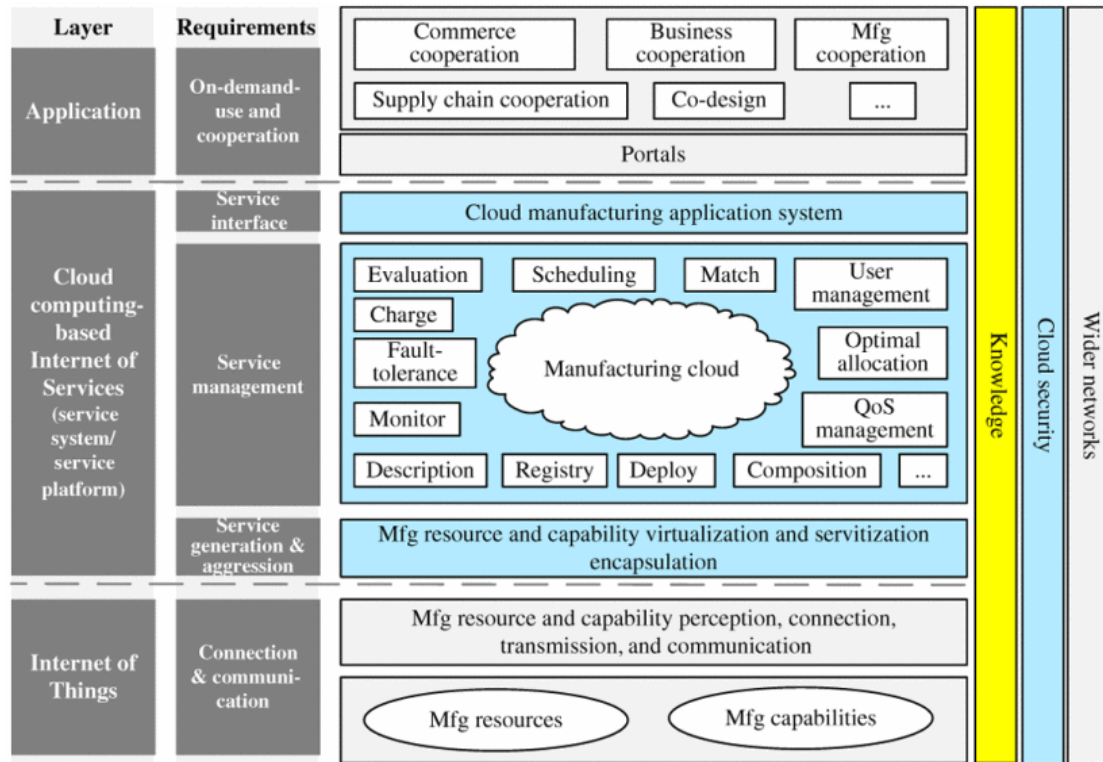 Layer
Requirements
Application
On-demand-
use and
cooperation
Commerce
cooperation
Business
cooperation
Mfg
cooperation
Supply chain cooperation
Co-design
...
Portals
Cloud
computing-
based
Internet of
Services
(service
system/
service
platform)
Service
interface
Cloud manufacturing application system
Service
management
Evaluation
Scheduling
Match
User
management
Charge
Fault-
tolerance
Manufacturing cloud
Optimal
allocation
Monitor
QoS
management
Description
Registry
Deploy
Composition
...
Service
generation &
aggression
Mfg resource and capability virtualization and servitization
encapsulation
Internet of
Things
Connection
& communi-
cation
Mfg resource and capability perception, connection,
transmission, and communication
Mfg resources
Mfg capabilities
Knowledge
Cloud security
Wider networks